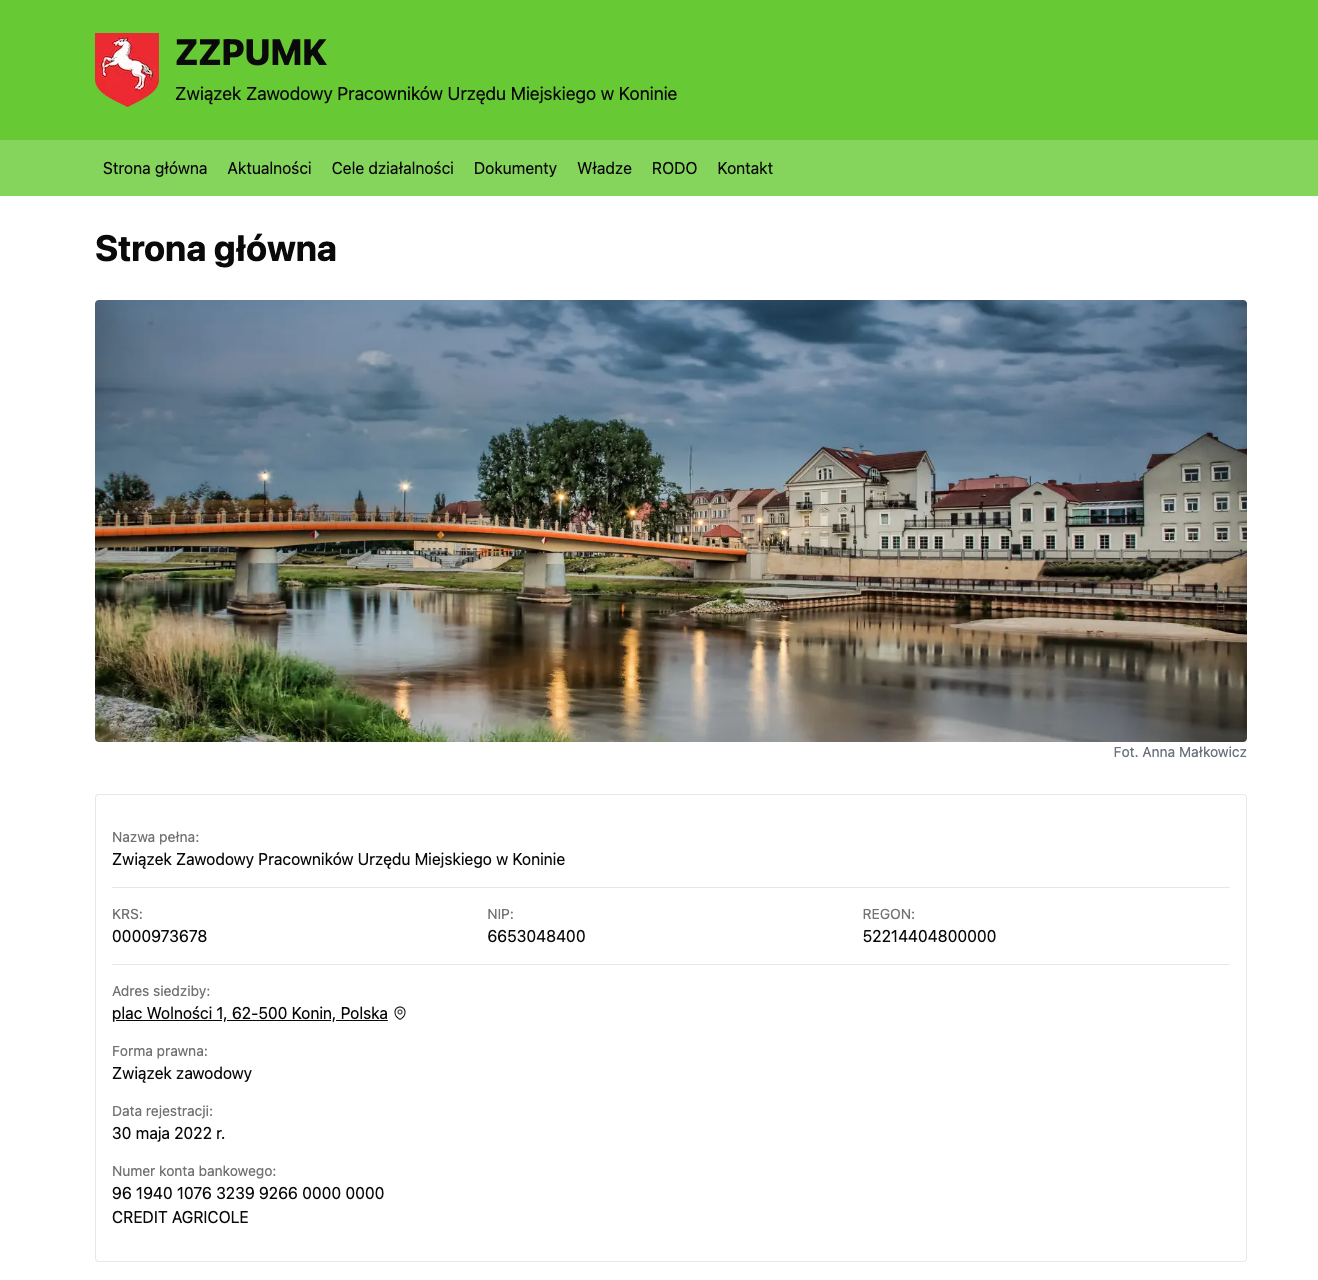 ZZPUMK
Związek Zawodowy Pracowników Urzędu Miejskiego w Koninie
Strona główna Aktualności Cele działalności Dokumenty Władze RODO Kontakt
Strona główna
Fot. Anna Małkowicz
Nazwa pełna:
Związek Zawodowy Pracowników Urzędu Miejskiego w Koninie
KRS: NIP: REGON:
0000973678 6653048400 52214404800000
Adres siedziby:
plac Wolności 1, 62-500 Konin, Polska
Forma prawna:
Związek zawodowy
Data rejestracji:
30 maja 2022 r.
Numer konta bankowego:
96 1940 1076 3239 9266 0000 0000
CREDIT AGRICOLE